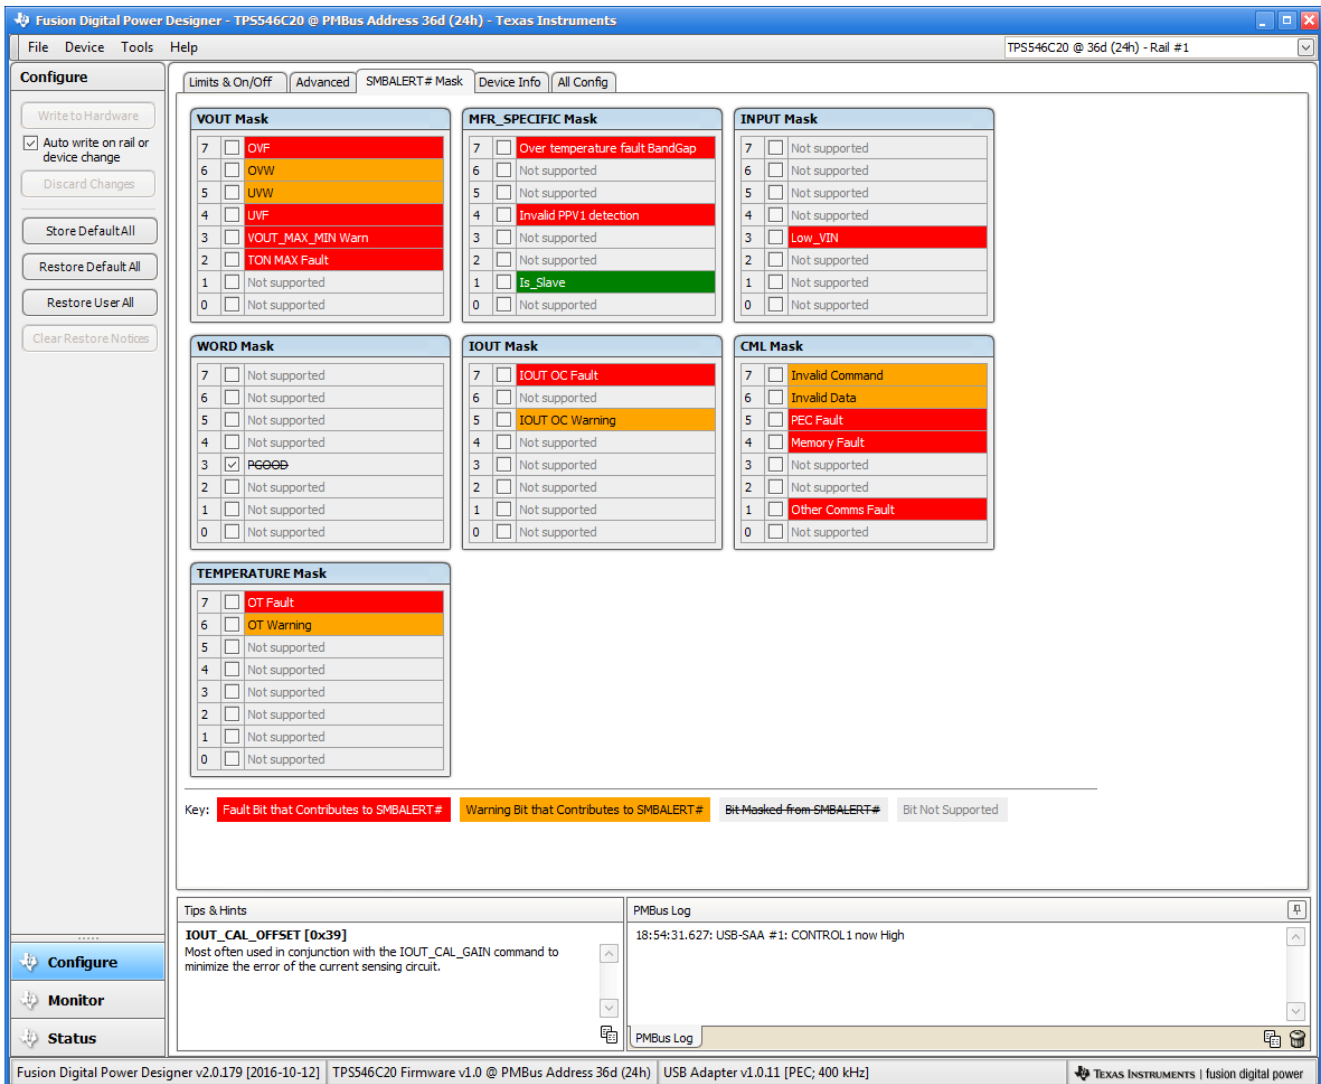 Fusion Digital Power Designer - TPS546C20 @ PMBus Address 36d (24h) - Texas Instruments
File Device Tools Help
TPS546C20 @ 36d (24h) - Rail #1
Configure
Write to Hardware
Auto write on rail or
device change
Discard Changes
Store Default All
Restore Default All
Restore User All
Clear Restore Notices
Limits & On/Off Advanced SMBALERT# Mask Device Info All Config
VOUT Mask
7 OVF
6 OVW
5 UVW
4 UVF
3 VOUT_MAX_MIN Warn
2 TON MAX Fault
1 Not supported
0 Not supported
MFR_SPECIFIC Mask
7 Over temperature fault BandGap
6 Not supported
5 Not supported
4 Invalid PPV1 detection
3 Not supported
2 Not supported
1 Is_Slave
0 Not supported
INPUT Mask
7 Not supported
6 Not supported
5 Not supported
4 Not supported
3 Low_VIN
2 Not supported
1 Not supported
0 Not supported
WORD Mask
7 Not supported
6 Not supported
5 Not supported
4 Not supported
3 PGOOD
2 Not supported
1 Not supported
0 Not supported
IOUT Mask
7 IOUT OC Fault
6 Not supported
5 IOUT OC Warning
4 Not supported
3 Not supported
2 Not supported
1 Not supported
0 Not supported
CML Mask
7 Invalid Command
6 Invalid Data
5 PEC Fault
4 Memory Fault
3 Not supported
2 Not supported
1 Other Comms Fault
0 Not supported
TEMPERATURE Mask
7 OT Fault
6 OT Warning
5 Not supported
4 Not supported
3 Not supported
2 Not supported
1 Not supported
0 Not supported
Key: Fault Bit that Contributes to SMBALERT# Warning Bit that Contributes to SMBALERT# Bit Masked from SMBALERT# Bit Not Supported
Tips & Hints
IOUT_CAL_OFFSET [0x39]
Most often used in conjunction with the IOUT_CAL_GAIN command to
minimize the error of the current sensing circuit.
PMBus Log
18:54:31.627: USB-SAA #1: CONTROL1 now High
PMBus Log
Configure
Monitor
Status
Fusion Digital Power Designer v2.0.179 [2016-10-12] TPS546C20 Firmware v1.0 @ PMBus Address 36d (24h) USB Adapter v1.0.11 [PEC; 400 kHz] TEXAS INSTRUMENTS | fusion digital power